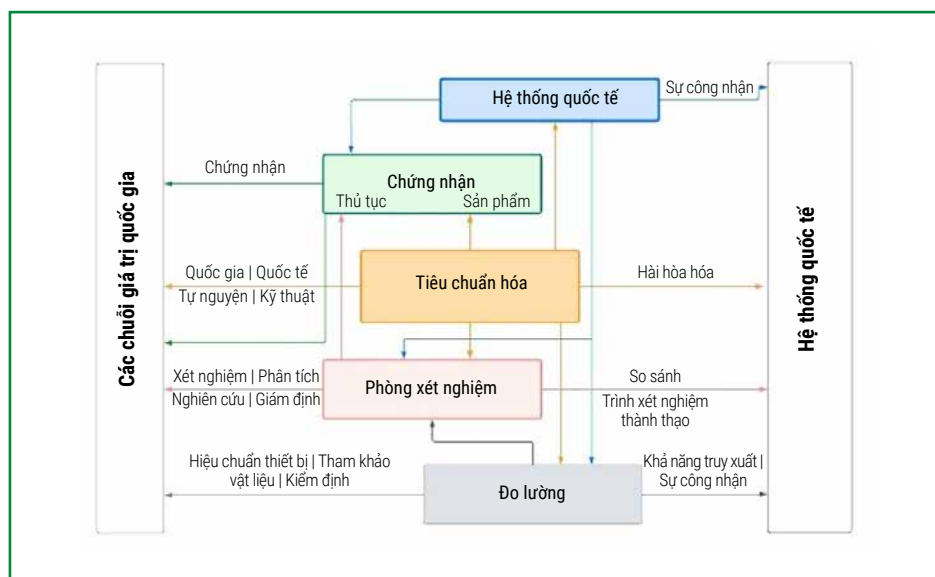 Hệ thống quốc tế
Sự công nhận
Chứng nhận
Chứng nhận
Thủ tục
Sản phẩm
Các chuỗi giá trị quốc gia
Quốc gia | Quốc tế
Tự nguyện | Kỹ thuật
Tiêu chuẩn hóa
Hài hòa hóa
Hệ thống quốc tế
Xét nghiệm | Phân tích
Nghiên cứu | Giám định
Phòng xét nghiệm
So sánh
Trình xét nghiệm
thành thạo
Hiệu chuẩn thiết bị | Tham khảo
vật liệu | Kiểm định
Đo lường
Khả năng truy xuất |
Sự công nhận